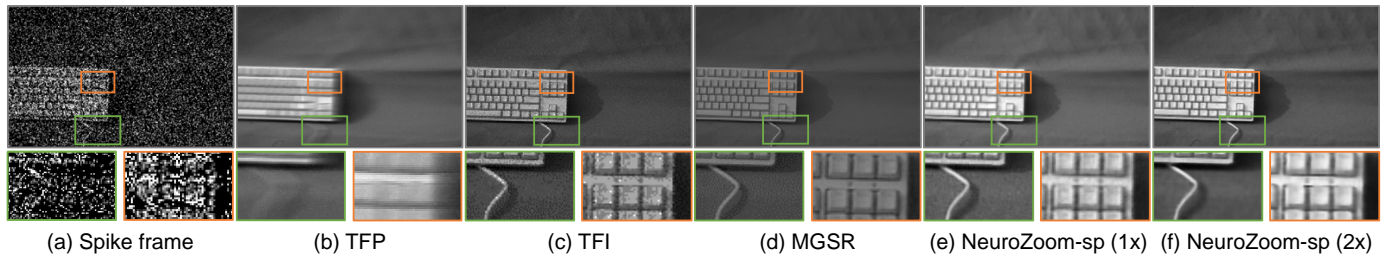 (a) Spike frame
(b) TFP
(c) TFI
(d) MGSR
(e) NeuroZoom-sp (1x)
(f) NeuroZoom-sp (2x)